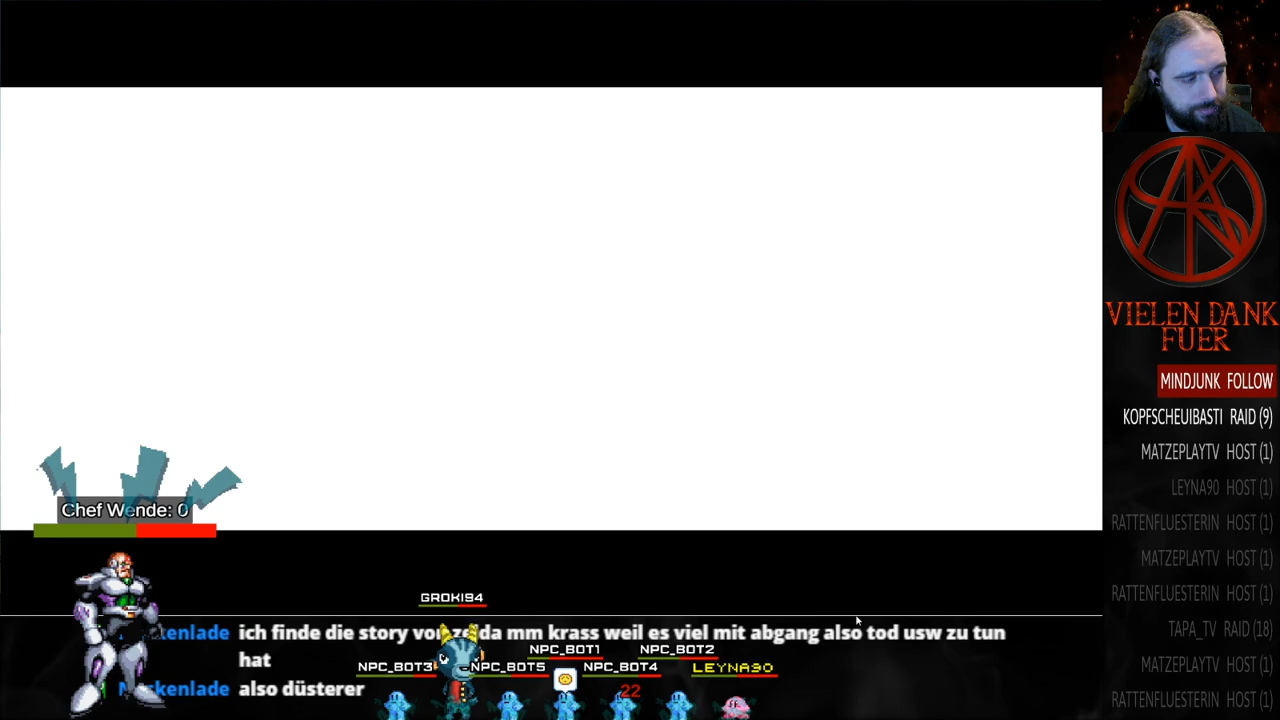 VIELEN DANK
FUER
MINDJUNK FOLLOW
KOPFSCHEUIBASTI RAID (9)
MATZEPLAYTV HOST (1)
LEYNA90 HOST (1)
RATTENFLUESTERIN HOST (1)
MATZEPLAYTV HOST (1)
RATTENFLUESTERIN HOST (1)
TAPA_TV RAID (18)
MATZEPLAYTV HOST (1)
RATTENFLUESTERIN HOST (1)
Chef Wende: 0
GROKI94
ich finde die story von zelda mm krass weil es viel mit abgang also tod usw zu tun
hat
NPC_BOT1 NPC_BOT2
NPC_BOT3 NPC_BOT5 NPC_BOT4 LEYNA90
also düsterer
22